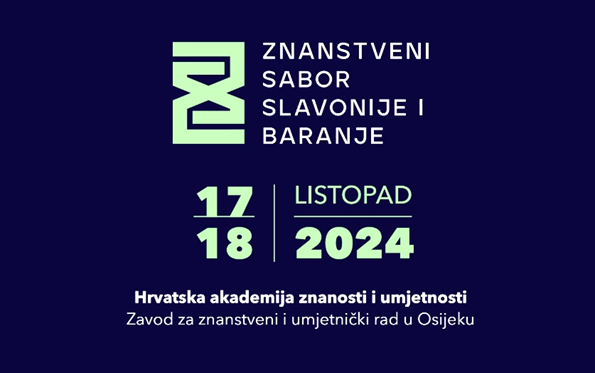 ZNANSTVENI
SABOR
SLAVONIJE I
BARANJE
17
18
LISTOPAD
2024
Hrvatska akademija znanosti i umjetnosti
Zavod za znanstveni i umjetnički rad u Osijeku